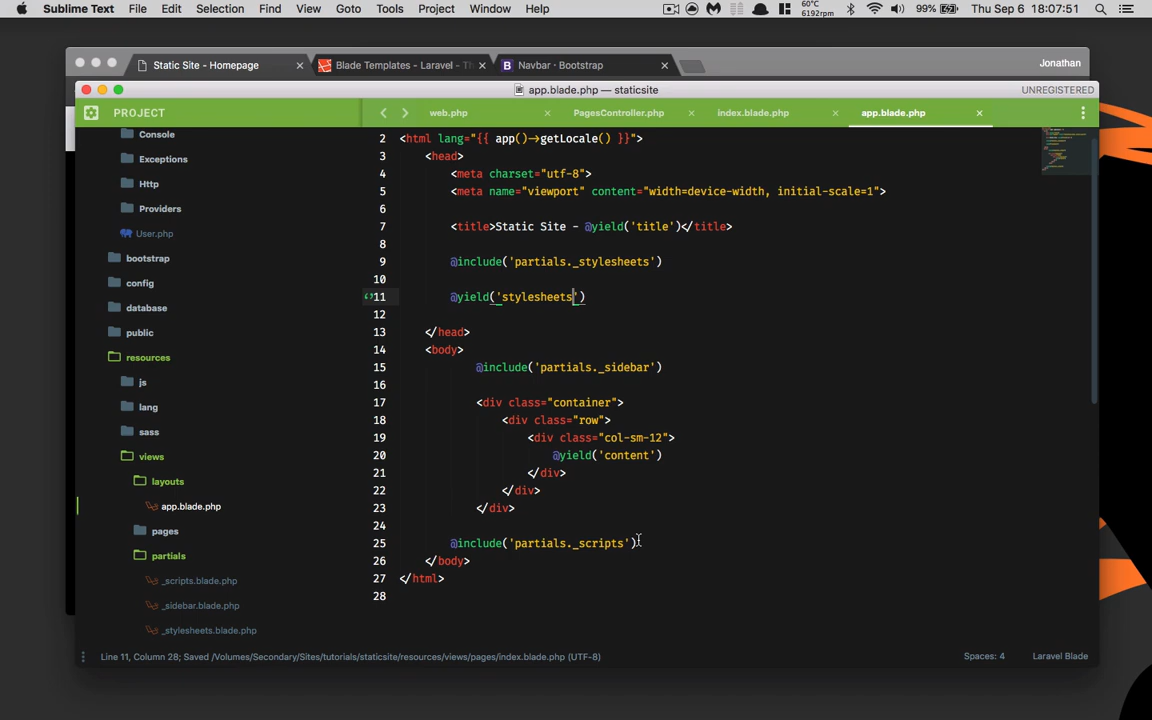 Sublime Text File Edit Selection Find View Goto Tools Project Window Help 60°C 6192rpm 99% Thu Sep 6 18:07:51
Static Site - Homepage Blade Templates - Laravel - Th Navbar · Bootstrap Jonathan
app.blade.php — staticsite UNREGISTERED
PROJECT web.php PagesController.php index.blade.php app.blade.php
Console
Exceptions
Http
Providers
User.php
bootstrap
config
database
public
resources
js
lang
sass
views
layouts
app.blade.php
pages
partials
_scripts.blade.php
_sidebar.blade.php
_stylesheets.blade.php
2 <html lang="{{ app()->getLocale() }}">
3 <head>
4 <meta charset="utf-8">
5 <meta name="viewport" content="width=device-width, initial-scale=1">
6
7 <title>Static Site - @yield('title')</title>
8
9 @include('partials._stylesheets')
10
11 @yield('stylesheets')
12
13 </head>
14 <body>
15 @include('partials._sidebar')
16
17 <div class="container">
18 <div class="row">
19 <div class="col-sm-12">
20 @yield('content')
21 </div>
22 </div>
23 </div>
24
25 @include('partials._scripts')
26 </body>
27 </html>
28
Line 11, Column 28; Saved /Volumes/Secondary/Sites/tutorials/staticsite/resources/views/pages/index.blade.php (UTF-8) Spaces: 4 Laravel Blade